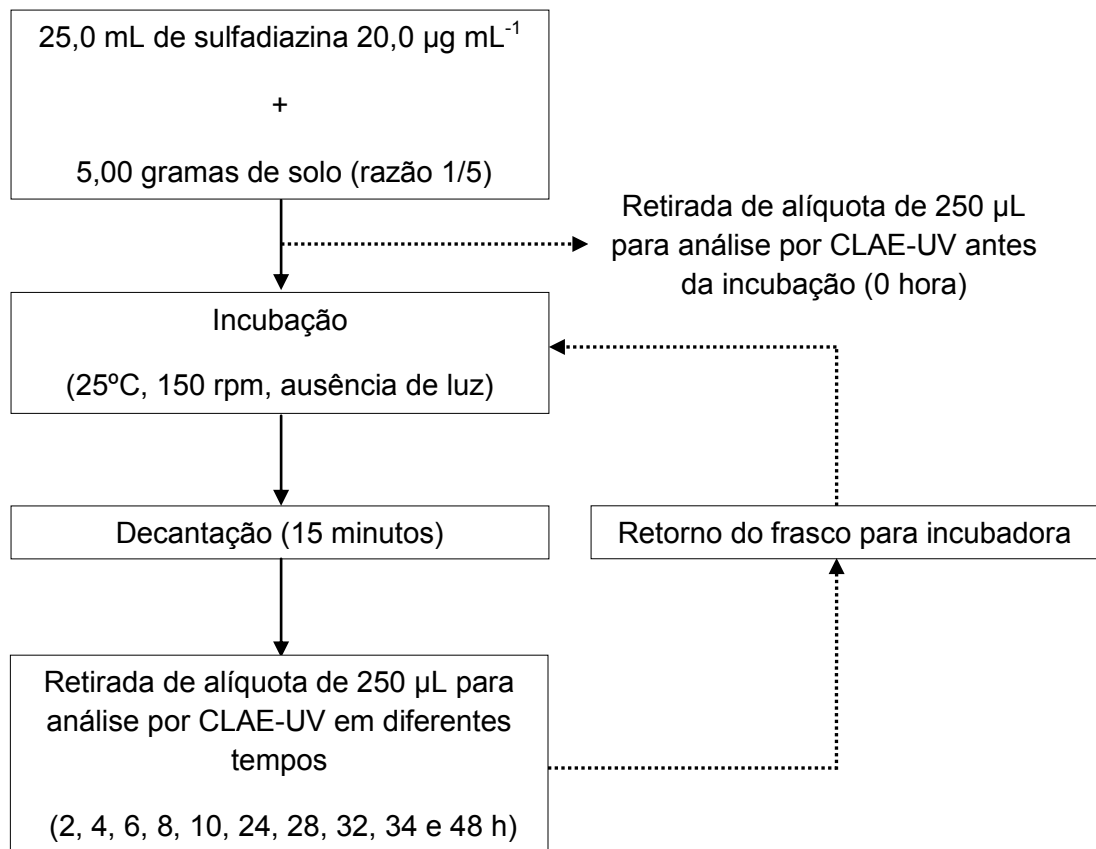 25,0 mL de sulfadiazina 20,0 µg mL⁻¹
+
5,00 gramas de solo (razão 1/5)
Retirada de alíquota de 250 µL
para análise por CLAE-UV antes
da incubação (0 hora)
Incubação
(25ºC, 150 rpm, ausência de luz)
Decantação (15 minutos)
Retorno do frasco para incubadora
Retirada de alíquota de 250 µL para
análise por CLAE-UV em diferentes
tempos
(2, 4, 6, 8, 10, 24, 28, 32, 34 e 48 h)